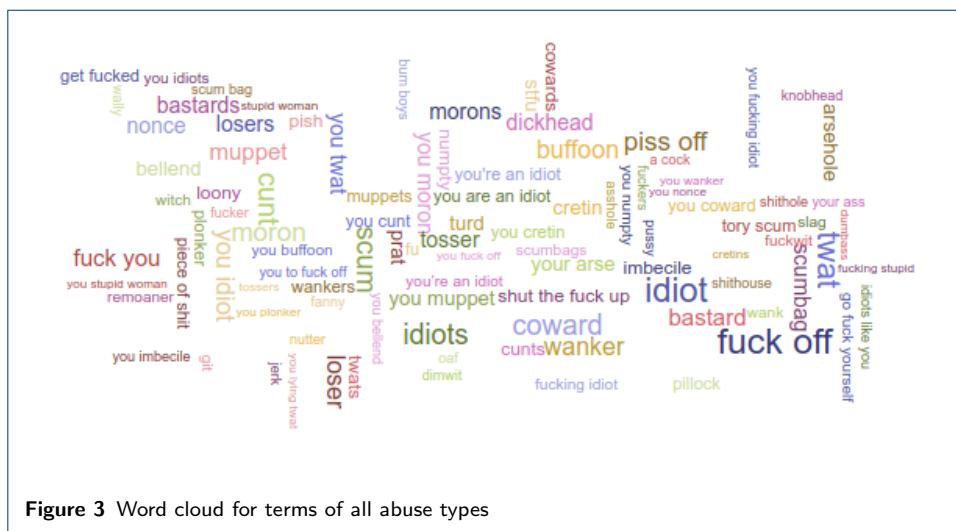 get fucked
you idiots
wally
scum bag
bastards
stupid woman
nonce
losers
pish
bum boys
morons
stfu
cowards
dickhead
you fucking idiot
knobhead
arsehole
muppet
you twat
you moron
numpty
buffoon
piss off
a cock
bellend
cunt
you're an idiot
asshole
you numpty
fuckers
you wanker
you nonce
witch
loony
muppets
you are an idiot
cretin
you coward
shithole
your ass
plonker
fucker
moron
you cunt
scum
prat
turd
you cretin
pussy
tory scum
slag
dumbass
fuck you
piece of shit
you idiot
you buffoon
fu
tosser
you fuck off
scumbags
your arse
imbecile
cretins
fuckwit
scumbag
twat
fucking stupid
you stupid woman
remoaner
you to fuck off
tossers
wankers
fanny
you plonker
you're an idiot
you muppet
shut the fuck up
idiot
shithouse
you bellend
nutter
idiots
coward
bastard
wank
fuck off
go fuck yourself
idiots like you
you imbecile
git
jerk
you lying twat
loser
twats
oaf
dimwit
cunts
wanker
fucking idiot
pillock
Figure 3 Word cloud for terms of all abuse types